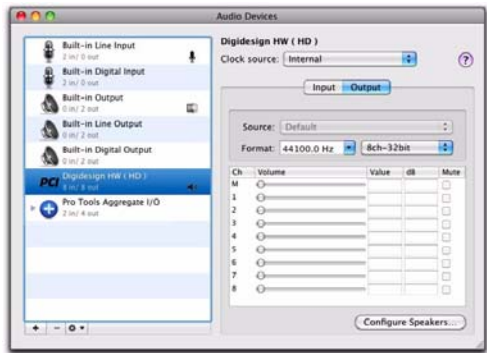 Audio Devices
Built-in Line Input
2 in/ 0 out
Built-in Digital Input
2 in/ 0 out
Built-in Output
0 in/ 2 out
Built-in Line Output
0 in/ 2 out
Built-in Digital Output
0 in/ 2 out
PCI
Digidesign HW ( HD )
8 in/ 8 out
Pro Tools Aggregate I/O
2 in/ 4 out
Digidesign HW ( HD )
Clock source: Internal
?
Input Output
Source: Default
Format: 44100.0 Hz 8ch-32bit
Ch Volume Value dB Mute
M
1
2
3
4
5
6
7
8
Configure Speakers...